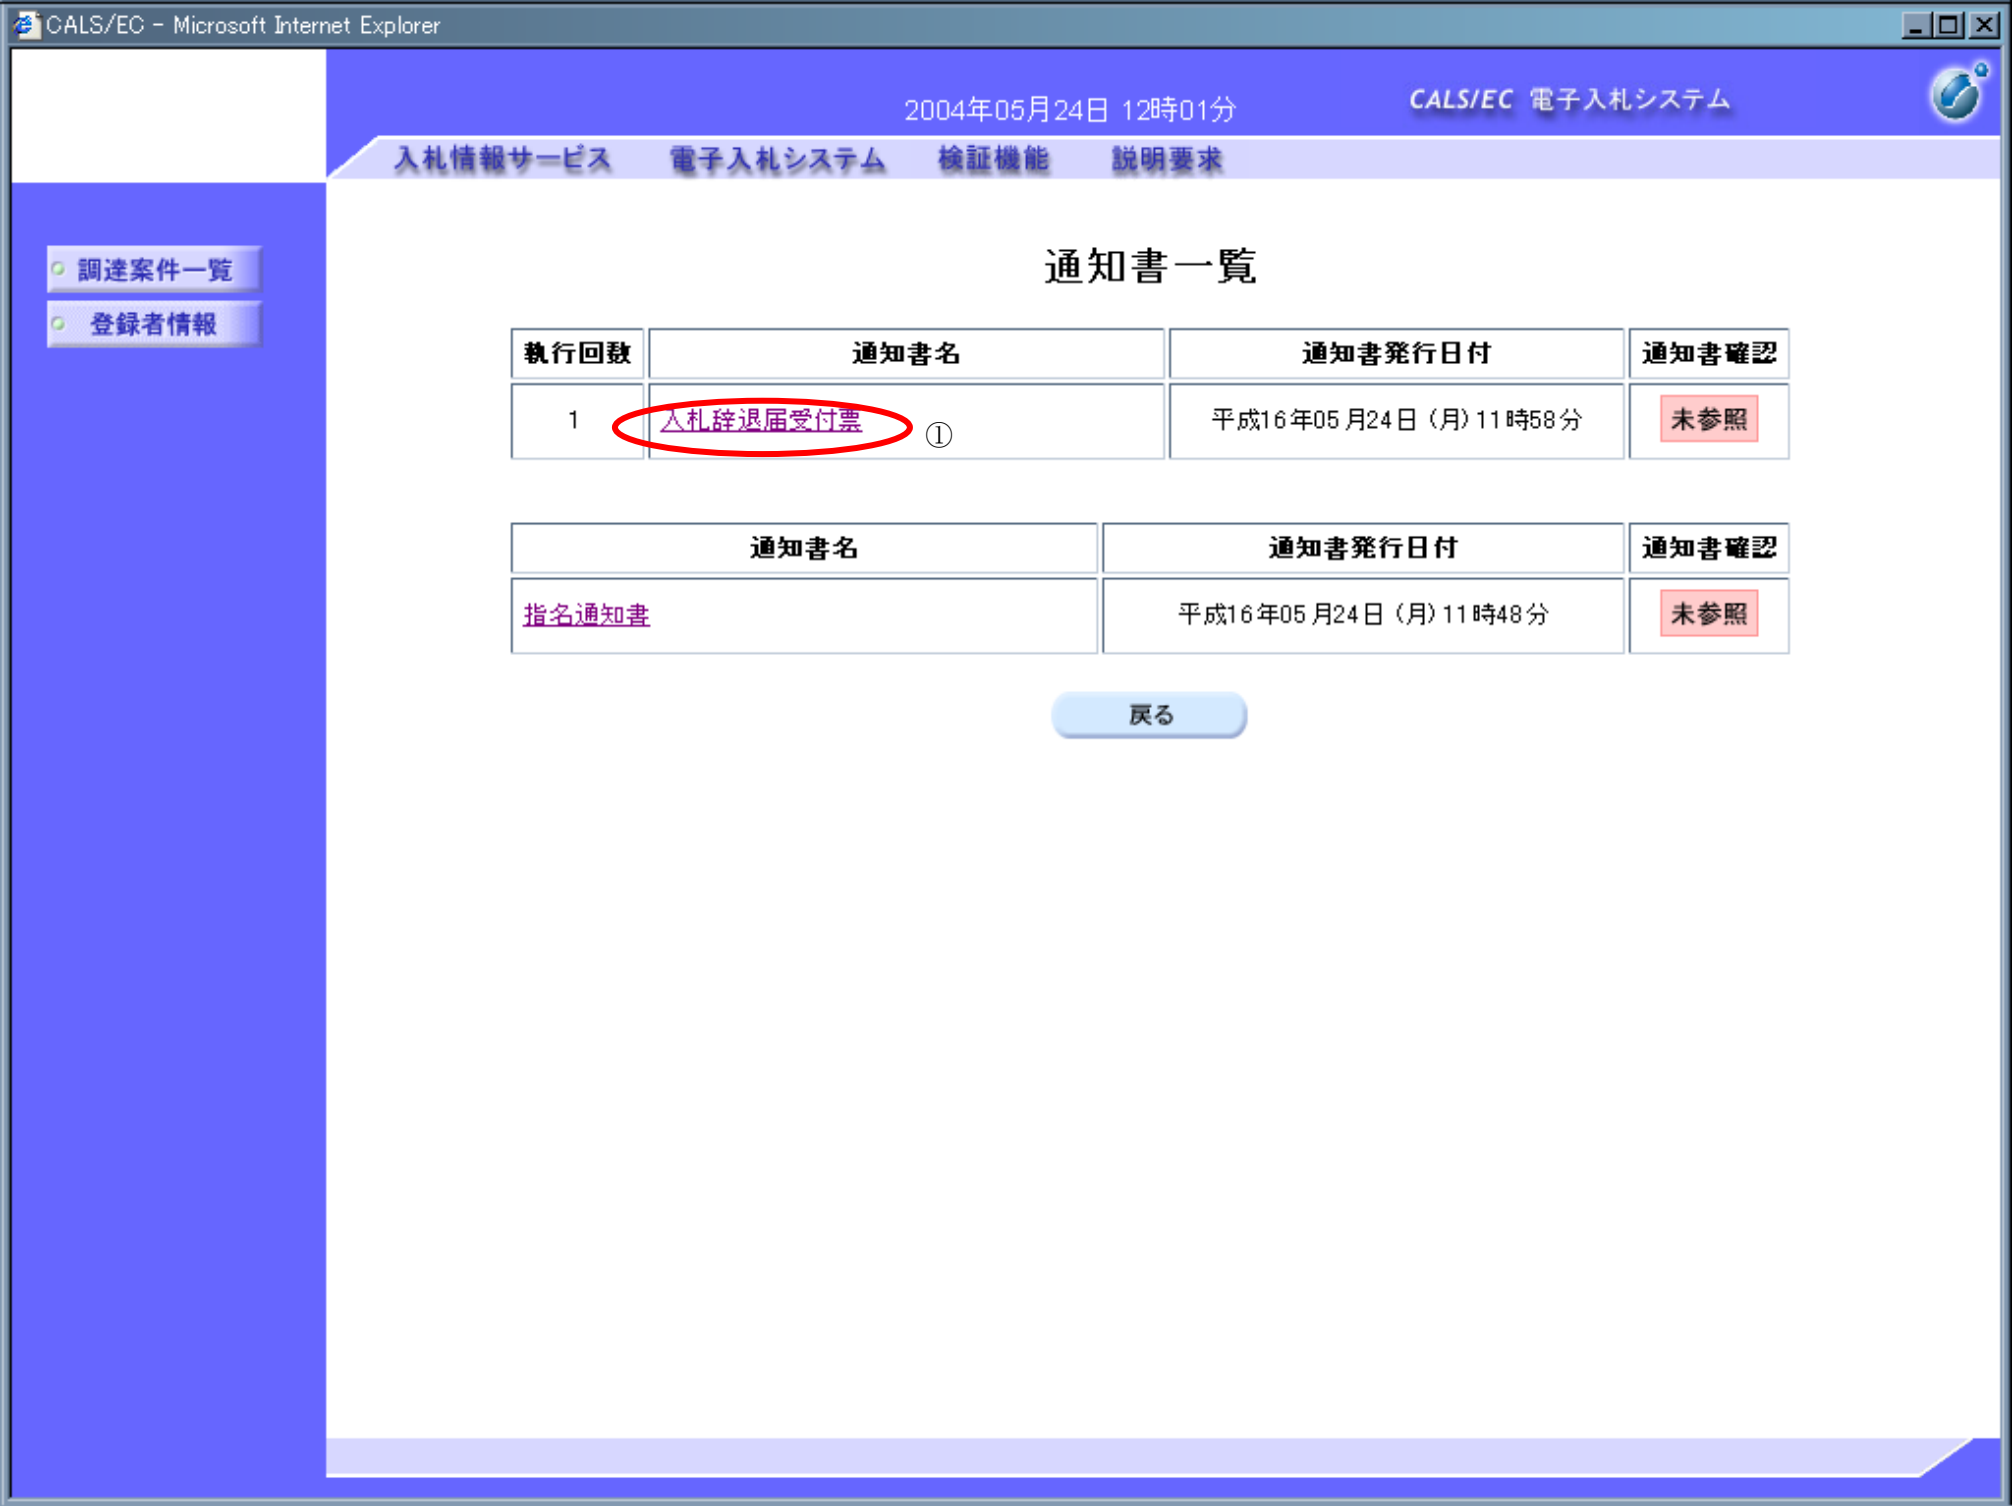 CALS/EC - Microsoft Internet Explorer
2004年05月24日 12時01分
CALS/EC 電子入札システム
入札情報サービス 電子入札システム 検証機能 説明要求
調達案件一覧
登録者情報
通知書一覧
執行回数 通知書名 通知書発行日付 通知書確認
1 入札辞退届受付票 ① 平成16年05月24日（月）11時58分 未参照
通知書名 通知書発行日付 通知書確認
指名通知書 平成16年05月24日（月）11時48分 未参照
戻る